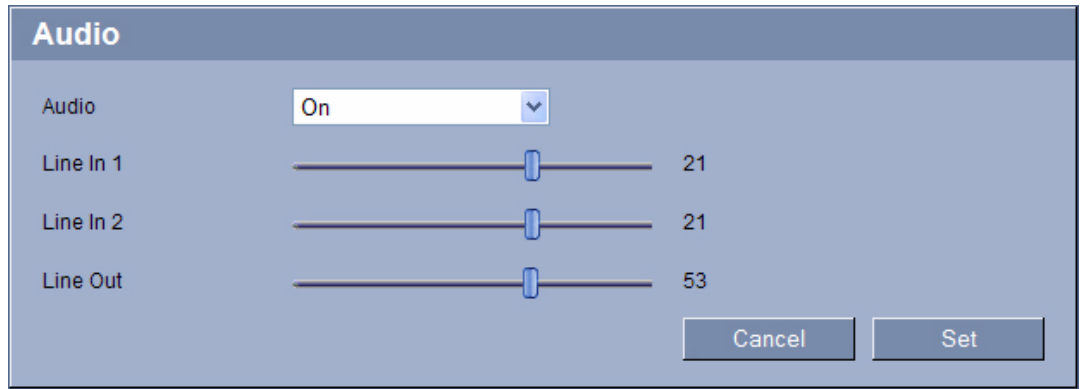 Audio
Audio On
Line In 1 21
Line In 2 21
Line Out 53
Cancel Set